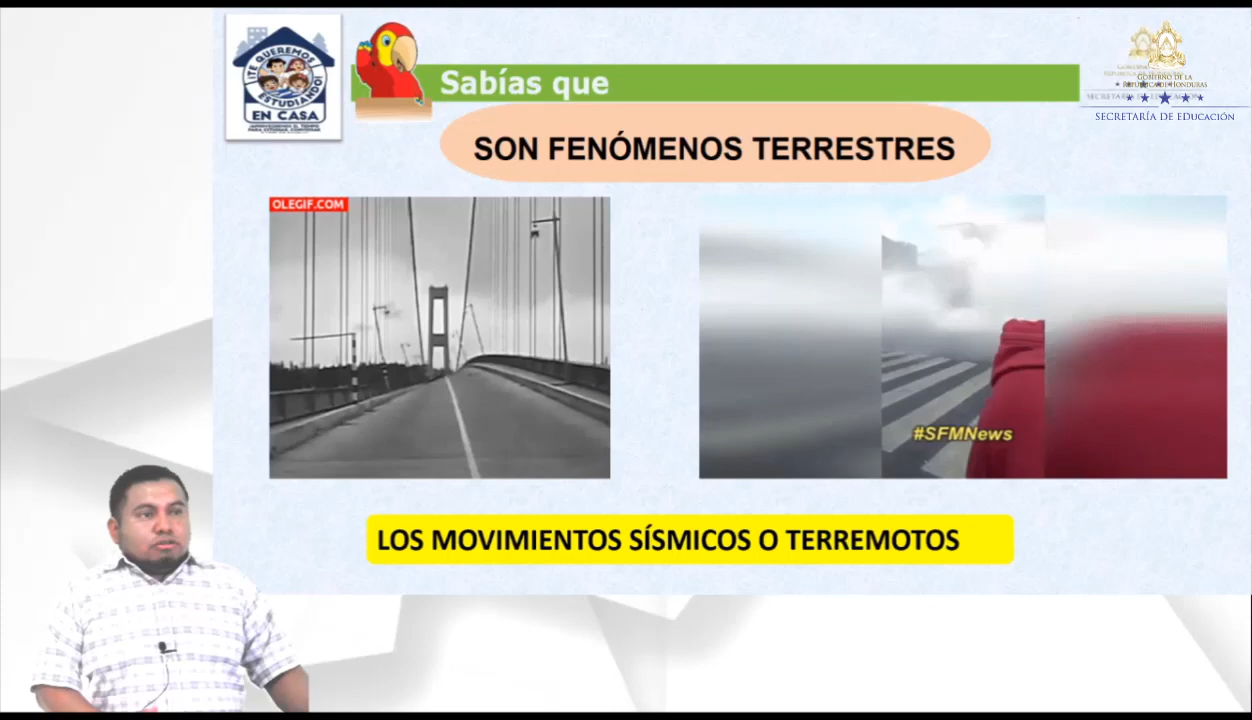 ¡TE QUEREMOS
ESTUDIANDO!
EN CASA
Sabías que
GOBIERNO DE LA
REPÚBLICA DE HONDURAS
SECRETARÍA DE EDUCACIÓN
SON FENÓMENOS TERRESTRES
OLEGIF.COM
#SFMNews
LOS MOVIMIENTOS SÍSMICOS O TERREMOTOS